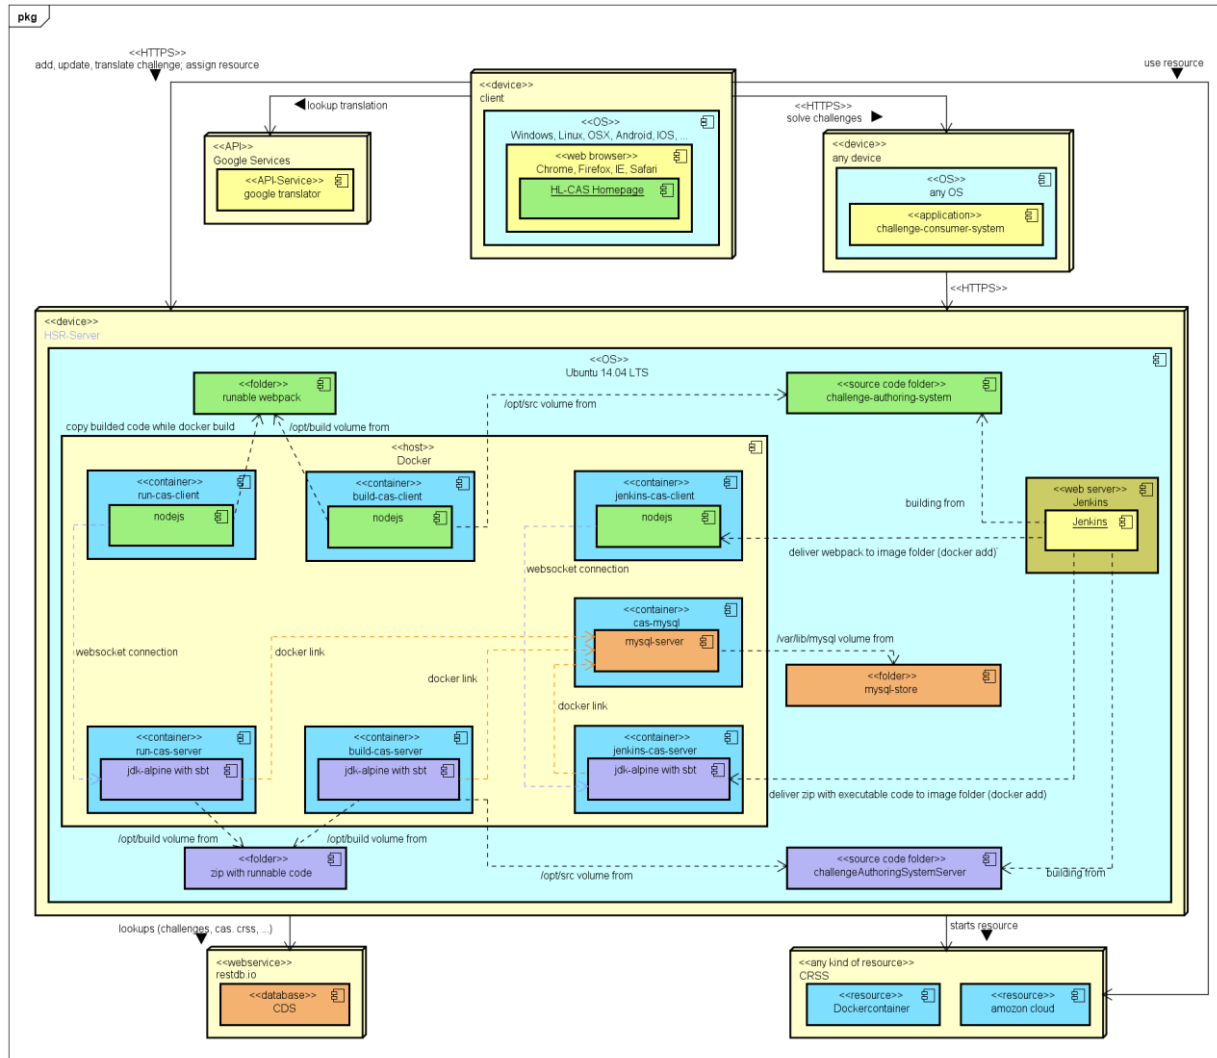 pkg
<<HTTPS>>
add, update, translate challenge; assign resource
use resource
<<device>>
client
lookup translation
<<HTTPS>>
solve challenges
<<OS>>
Windows, Linux, OSX, Android, IOS, ...
<<web browser>>
Chrome, Firefox, IE, Safari
HL-CAS Homepage
<<API>>
Google Services
<<API-Service>>
google translator
<<device>>
any device
<<OS>>
any OS
<<application>>
challenge-consumer-system
<<HTTPS>>
<<device>>
HSR-Server
<<OS>>
Ubuntu 14.04 LTS
<<folder>>
runable webpack
/opt/src volume from
<<source code folder>>
challenge-authoring-system
copy builded code while docker build
/opt/build volume from
<<host>>
Docker
<<container>>
run-cas-client
nodejs
<<container>>
build-cas-client
nodejs
<<container>>
jenkins-cas-client
nodejs
building from
<<web server>>
Jenkins
Jenkins
deliver webpack to image folder (docker add)`
websocket connection
<<container>>
cas-mysql
mysql-server
/var/lib/mysql volume from
<<folder>>
mysql-store
websocket connection
docker link
docker link
docker link
<<container>>
run-cas-server
jdk-alpine with sbt
<<container>>
build-cas-server
jdk-alpine with sbt
<<container>>
jenkins-cas-server
jdk-alpine with sbt
deliver zip with executable code to image folder (docker add)
/opt/build volume from
/opt/build volume from
<<folder>>
zip with runnable code
/opt/src volume from
<<source code folder>>
challengeAuthoringSystemServer
building from
lookups (challenges, cas. crss, ...)
starts resource
<<webservice>>
restdb.io
<<database>>
CDS
<<any kind of resource>>
CRSS
<<resource>>
Dockercontainer
<<resource>>
amozon cloud